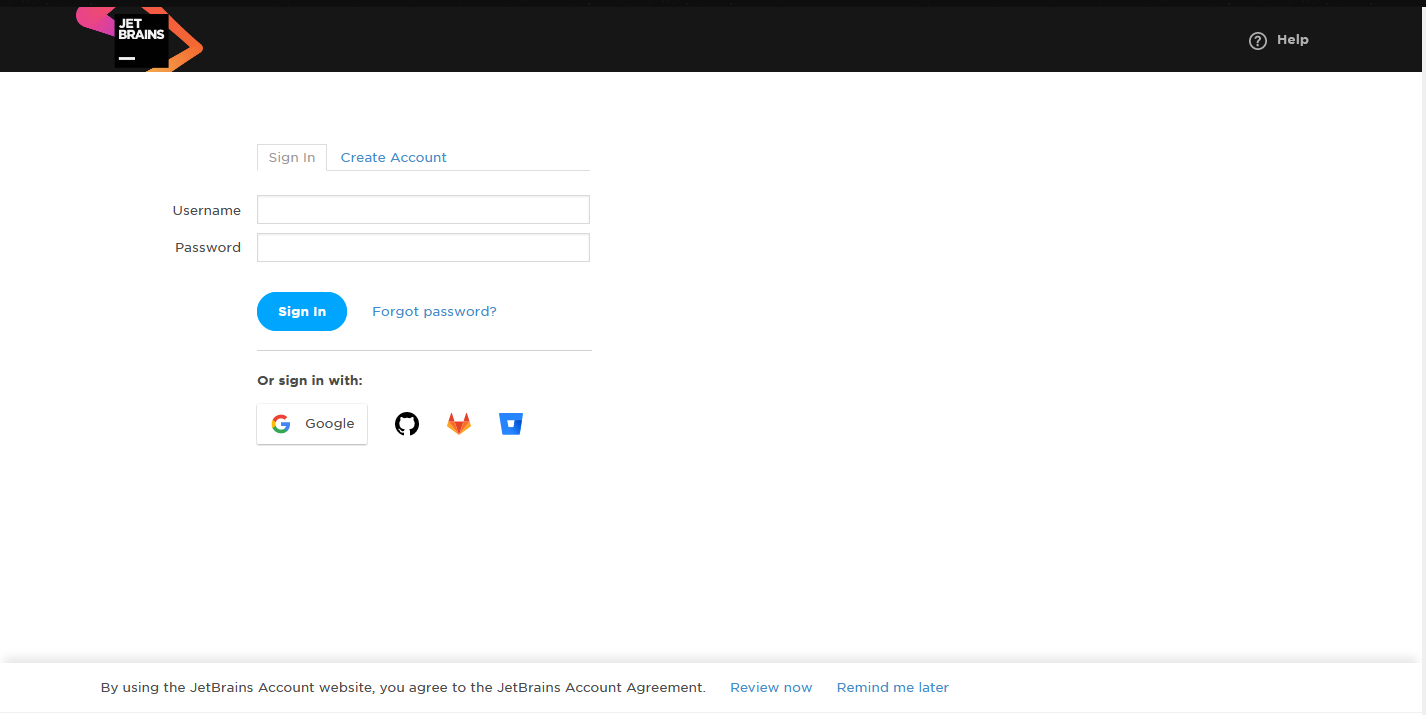 JET
BRAINS
? Help
Sign In Create Account
Username
Password
Sign In Forgot password?
Or sign in with:
Google
By using the JetBrains Account website, you agree to the JetBrains Account Agreement. Review now Remind me later